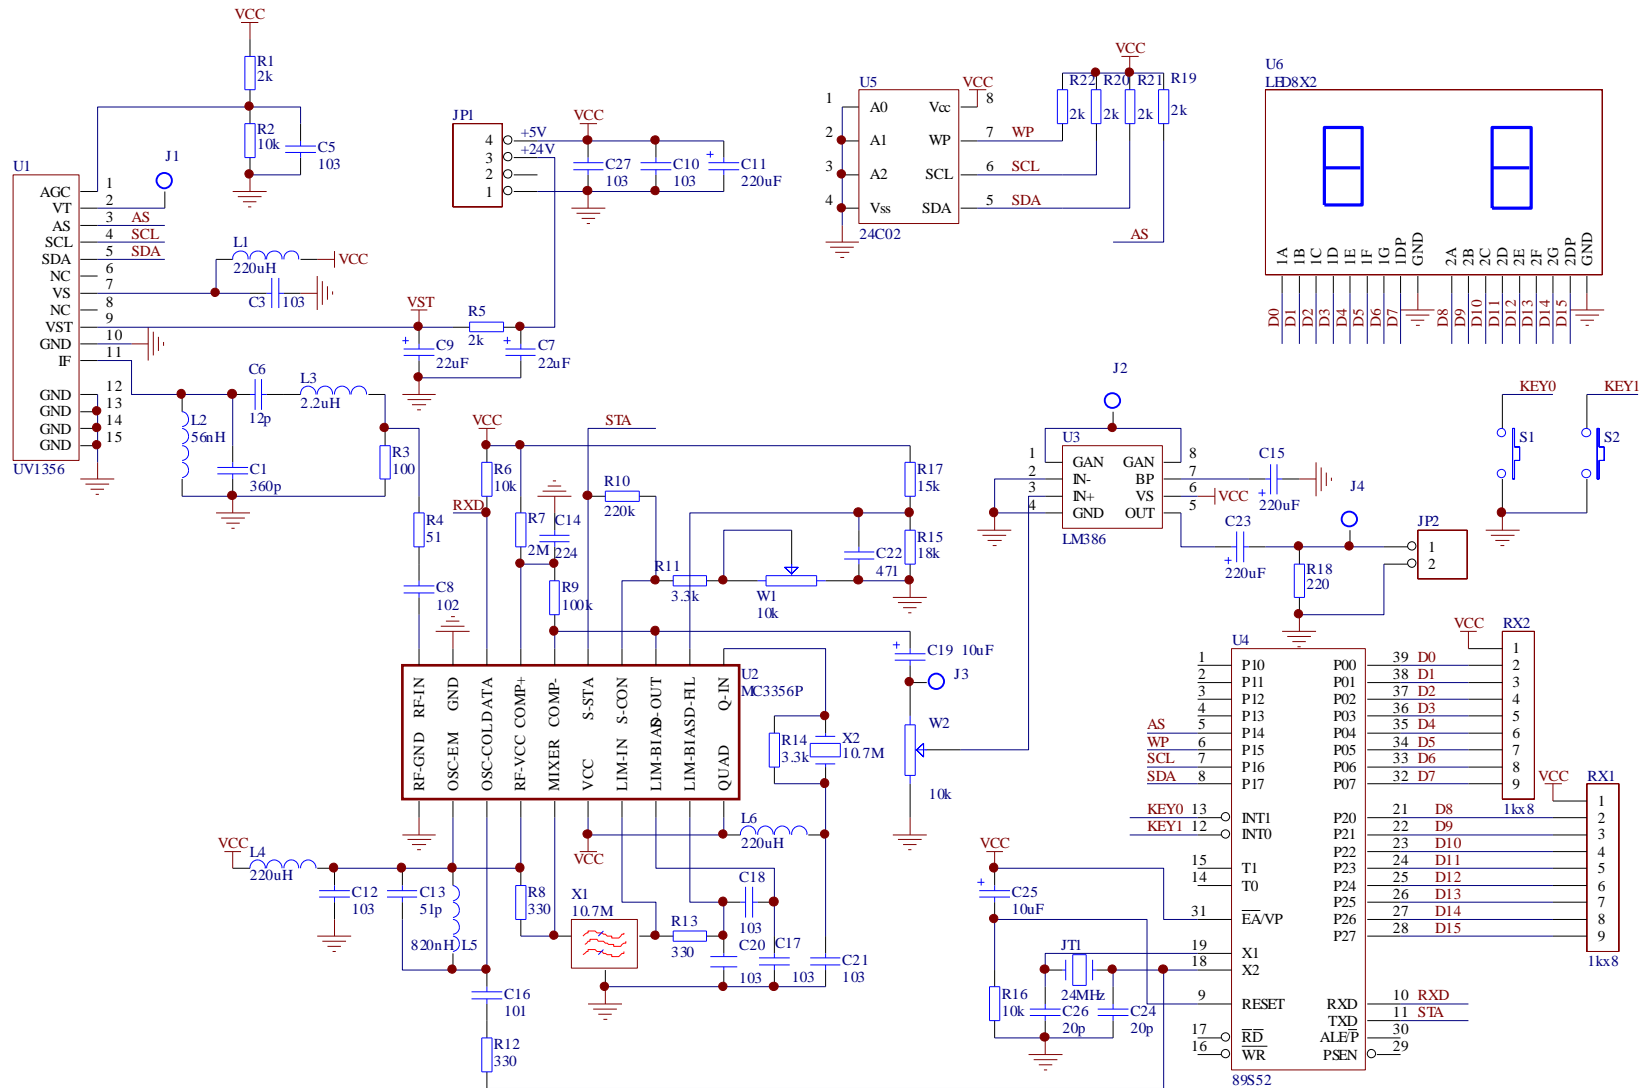 VCC
R1
2k
R2
10k
C5
103
J1
U1
AGC 1
VT 2
AS 3 AS
SCL 4 SCL
SDA 5 SDA
NC 6
VS 7
NC 8
VST 9
GND 10
IF 11
GND 12
GND 13
GND 14
GND 15
UV1356
L1
220uH
VCC
C3 103
JP1
4 +5V
3 +24V
2
1
VCC
C27
103
C10
103
+
C11
220uF
VST
R5
2k
+
C9
22uF
+
C7
22uF
C6
12p
L3
2.2uH
L2
56nH
C1
360p
R3
100
R4
51
C8
102
U5
1 A0 Vcc 8
2 A1 WP 7 WP
3 A2 SCL 6 SCL
4 Vss SDA 5 SDA
24C02
VCC
VCC
R22
2k
R20
2k
R21
2k
R19
2k
AS
U6
LED8X2
1A
1B
1C
1D
1E
1F
1G
1DP
GND
2A
2B
2C
2D
2E
2F
2G
2DP
GND
D0
D1
D2
D3
D4
D5
D6
D7
D8
D9
D10
D11
D12
D13
D14
D15
KEY0
KEY1
S1
S2
VCC
R6
10k
RXD
R7
2M
C14
224
R9
100k
STA
R10
220k
R11
3.3k
W1
10k
C22
471
R17
15k
R15
18k
J2
U3
1 GAN GAN 8
2 IN- BP 7
3 IN+ VS 6
4 GND OUT 5
LM386
C15
+
220uF
VCC
C23
+
220uF
J4
R18
220
JP2
1
2
+
C19 10uF
J3
W2
10k
U2
MC3356P
RF-IN
GND
DATA
COMP+
COMP-
S-STA
S-CON
D-OUT
D-FIL
Q-IN
RF-GND
OSC-EM
OSC-COL
RF-VCC
MIXER
VCC
LIM-IN
LIM-BIAS
LIM-BIAS
QUAD
R14
3.3k
X2
10.7M
L6
220uH
VCC
VCC
L4
220uH
C12
103
C13
51p
820nH L5
R8
330
X1
10.7M
R13
330
C18
103
C20
103
C17
103
C21
103
C16
101
R12
330
U4
1 P10
2 P11
3 P12
4 P13
AS 5 P14
WP 6 P15
SCL 7 P16
SDA 8 P17
KEY0 13 INT1
KEY1 12 INT0
15 T1
14 T0
31 EA/VP
19 X1
18 X2
9 RESET
17 RD
16 WR
P00 39 D0
P01 38 D1
P02 37 D2
P03 36 D3
P04 35 D4
P05 34 D5
P06 33 D6
P07 32 D7
P20 21 D8
P21 22 D9
P22 23 D10
P23 24 D11
P24 25 D12
P25 26 D13
P26 27 D14
P27 28 D15
RXD 10 RXD
TXD 11 STA
ALE/P 30
PSEN 29
89S52
VCC
RX2
1
2
3
4
5
6
7
8
9
1kx8
VCC
RX1
1
2
3
4
5
6
7
8
9
1kx8
VCC
+
C25
10uF
R16
10k
JT1
24MHz
C26
20p
C24
20p